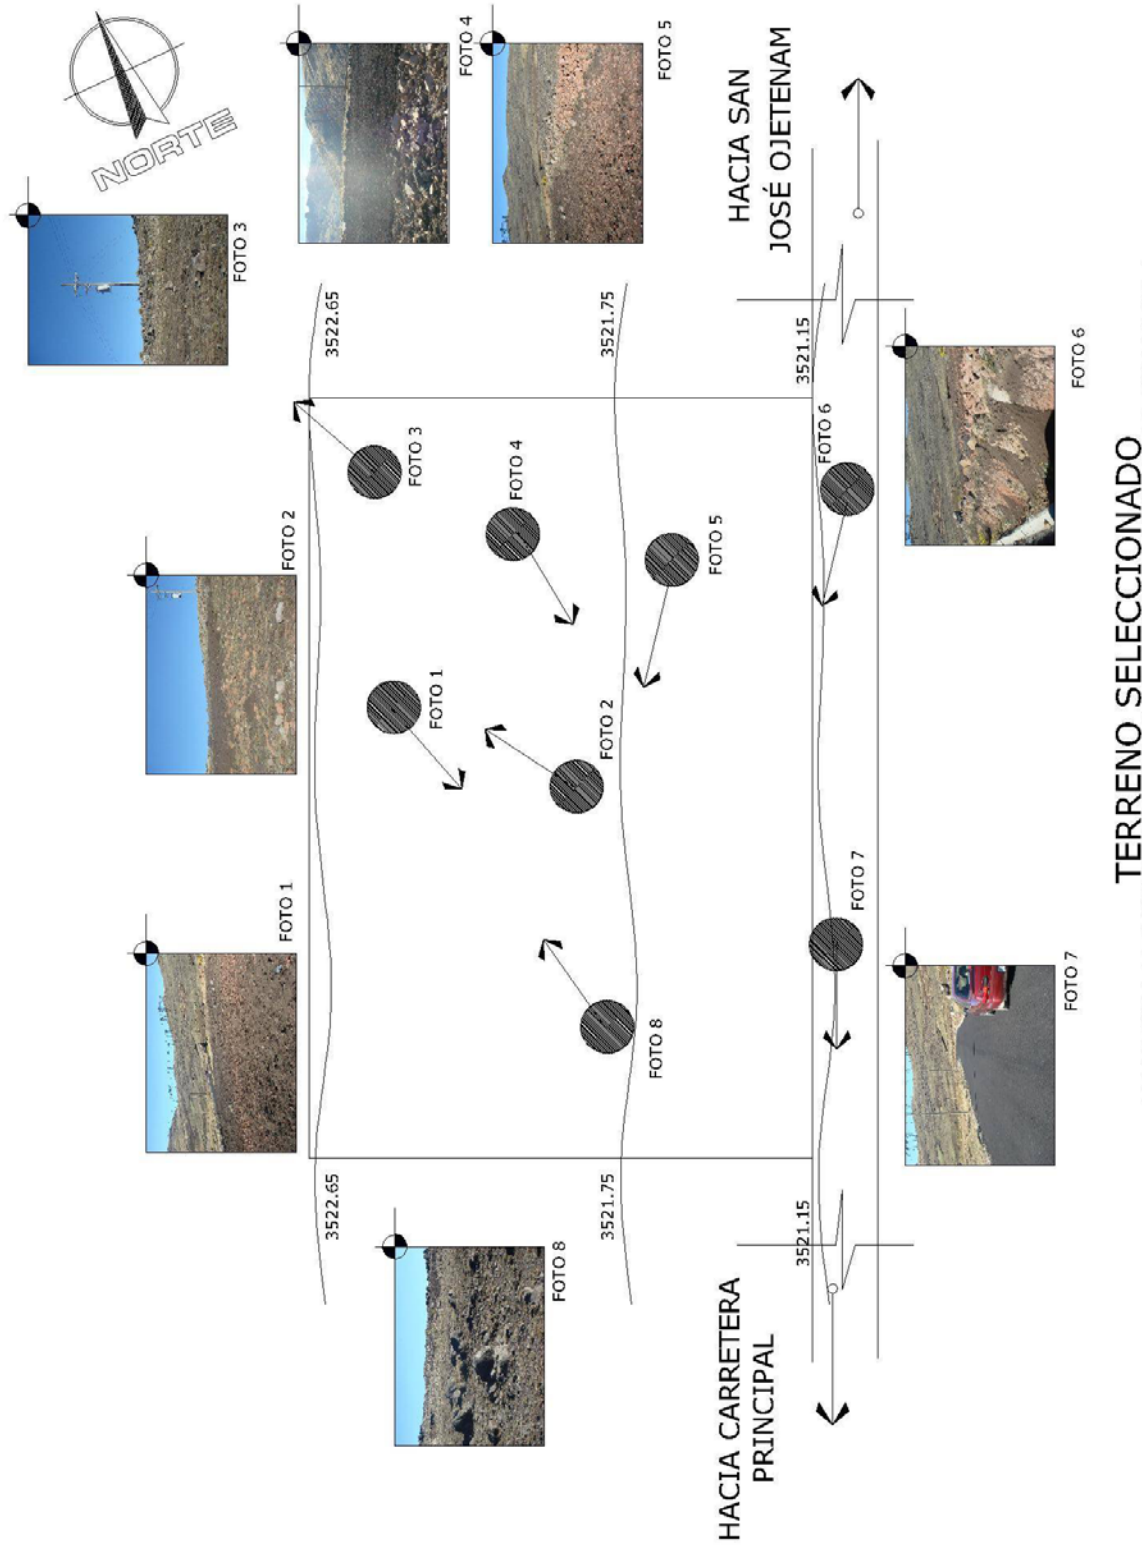 NORTE
FOTO 3
FOTO 4
FOTO 5
FOTO 2
FOTO 1
FOTO 8
3522.65
3522.65
FOTO 3
FOTO 4
FOTO 1
FOTO 5
FOTO 2
FOTO 8
3521.75
3521.75
HACIA SAN
JOSÉ OJETENAM
3521.15
3521.15
FOTO 6
FOTO 7
HACIA CARRETERA
PRINCIPAL
FOTO 6
FOTO 7
TERRENO SELECCIONADO